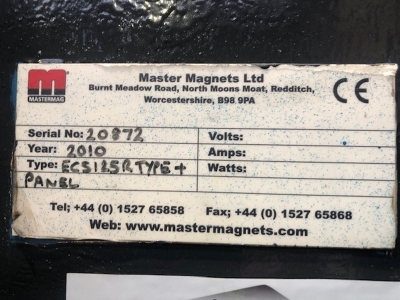 Master Magnets Ltd
Burnt Meadow Road, North Moons Moat, Redditch,
Worcestershire, B98 9PA
MASTERMAG
CE
Serial No: 20872
Year: 2010
Type: ECS125R TYPE +
PANEL
Volts:
Amps:
Watts:
Tel; +44 (0) 1527 65858 Fax; +44 (0) 1527 65868
Web: www.mastermagnets.com